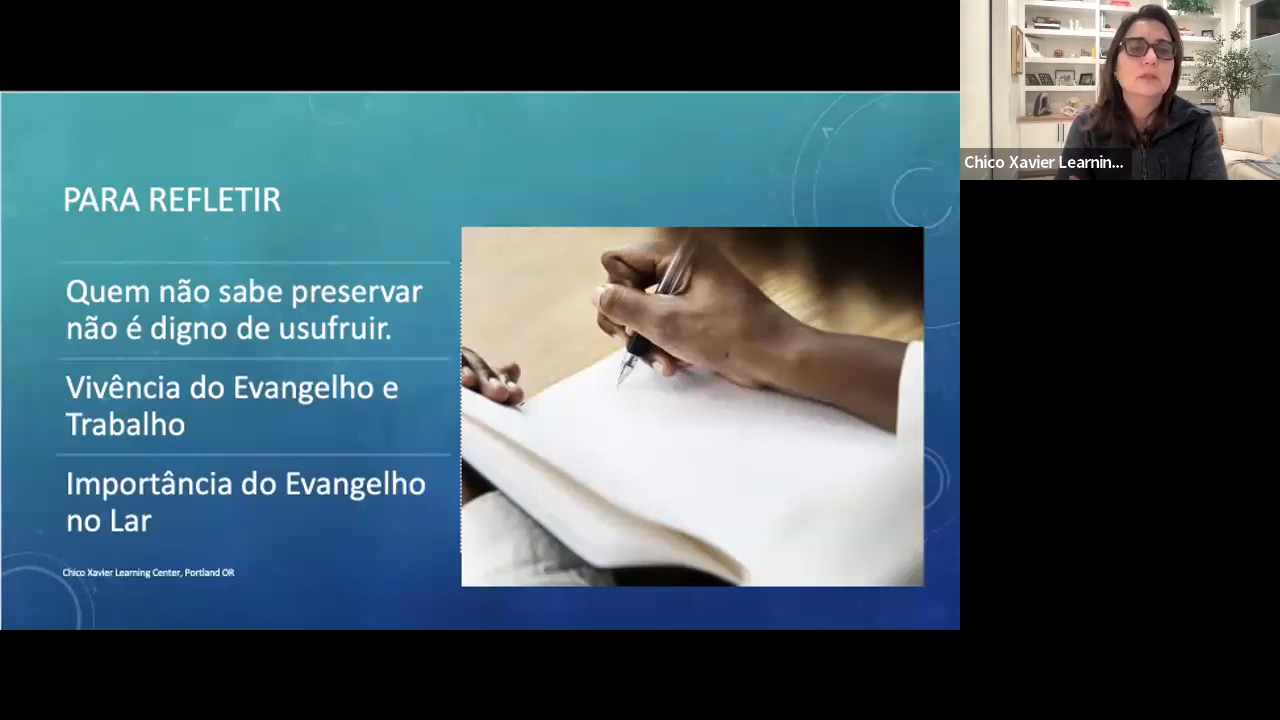 PARA REFLETIR
Quem não sabe preservar
não é digno de usufruir.
Vivência do Evangelho e
Trabalho
Importância do Evangelho
no Lar
Chico Xavier Learning Center, Portland OR
Chico Xavier Learnin...